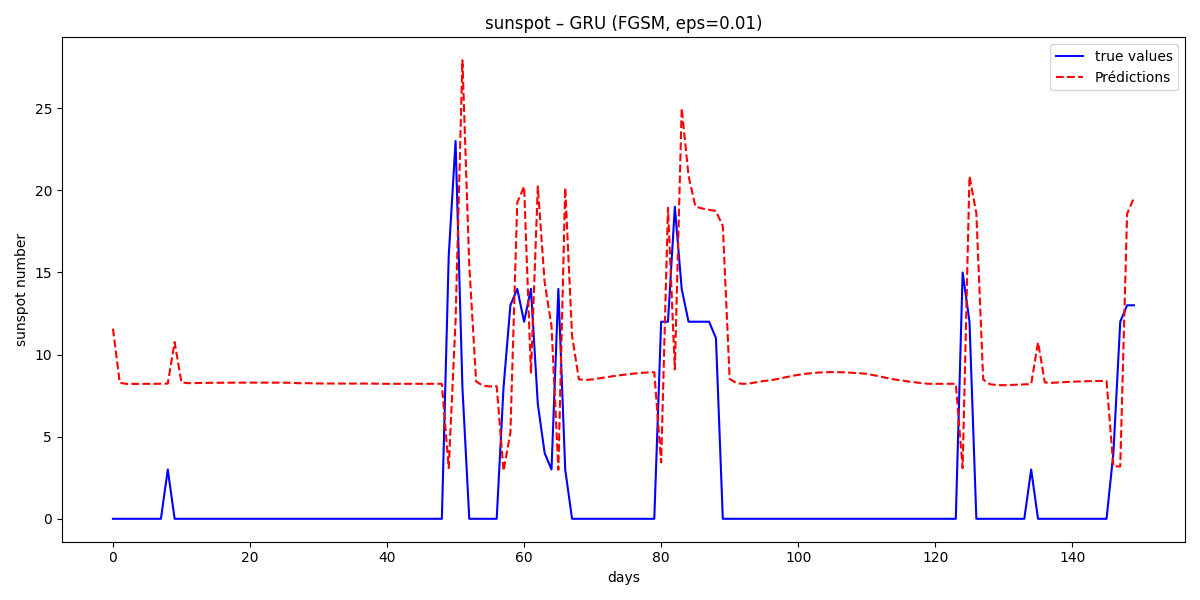 sunspot – GRU (FGSM, eps=0.01)
true values
Prédictions
sunspot number
25
20
15
10
5
0
0 20 40 60 80 100 120 140
days